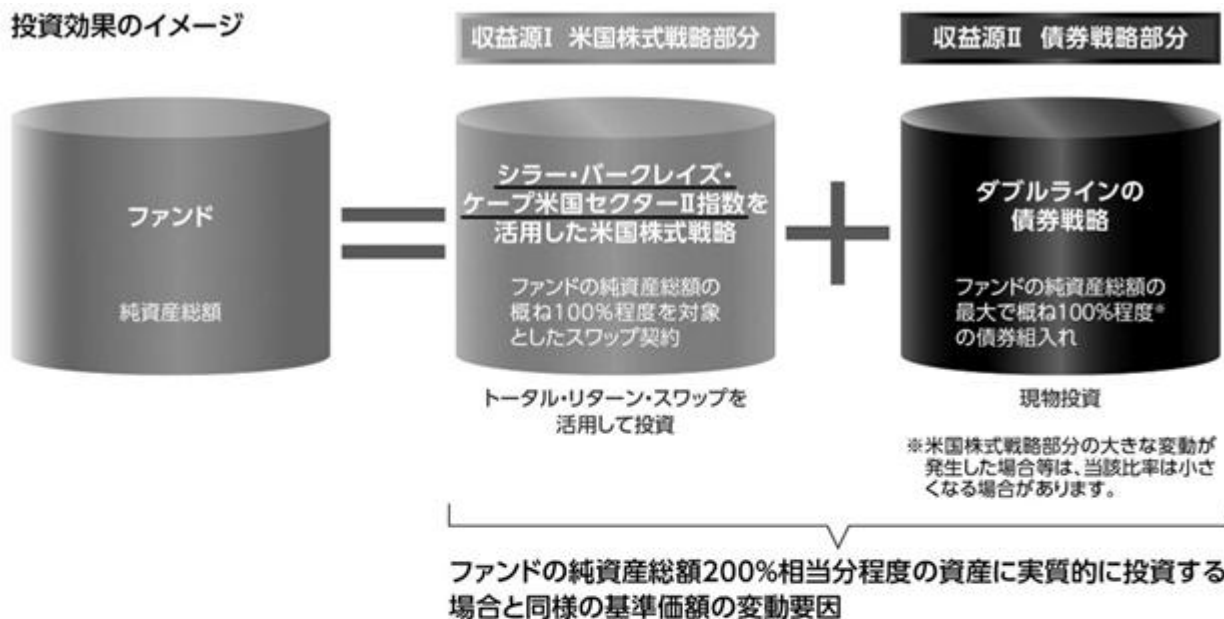 投資効果のイメージ
収益源Ⅰ 米国株式戦略部分
収益源Ⅱ 債券戦略部分
ファンド
純資産総額
シラー・バークレイズ・
ケープ米国セクターⅡ指数を
活用した米国株式戦略
ファンドの純資産総額の
概ね100%程度を対象
としたスワップ契約
トータル・リターン・スワップを
活用して投資
ダブルラインの
債券戦略
ファンドの純資産総額の
最大で概ね100%程度※
の債券組入れ
現物投資
※米国株式戦略部分の大きな変動が
発生した場合等は、当該比率は小さ
くなる場合があります。
ファンドの純資産総額200%相当分程度の資産に実質的に投資する
場合と同様の基準価額の変動要因